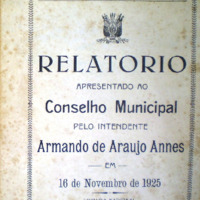 RELATORIO
APRESENTADO AO
Conselho Municipal
PELO INTENDENTE
Armando de Araujo Annes
EM
16 de Novembro de 1925